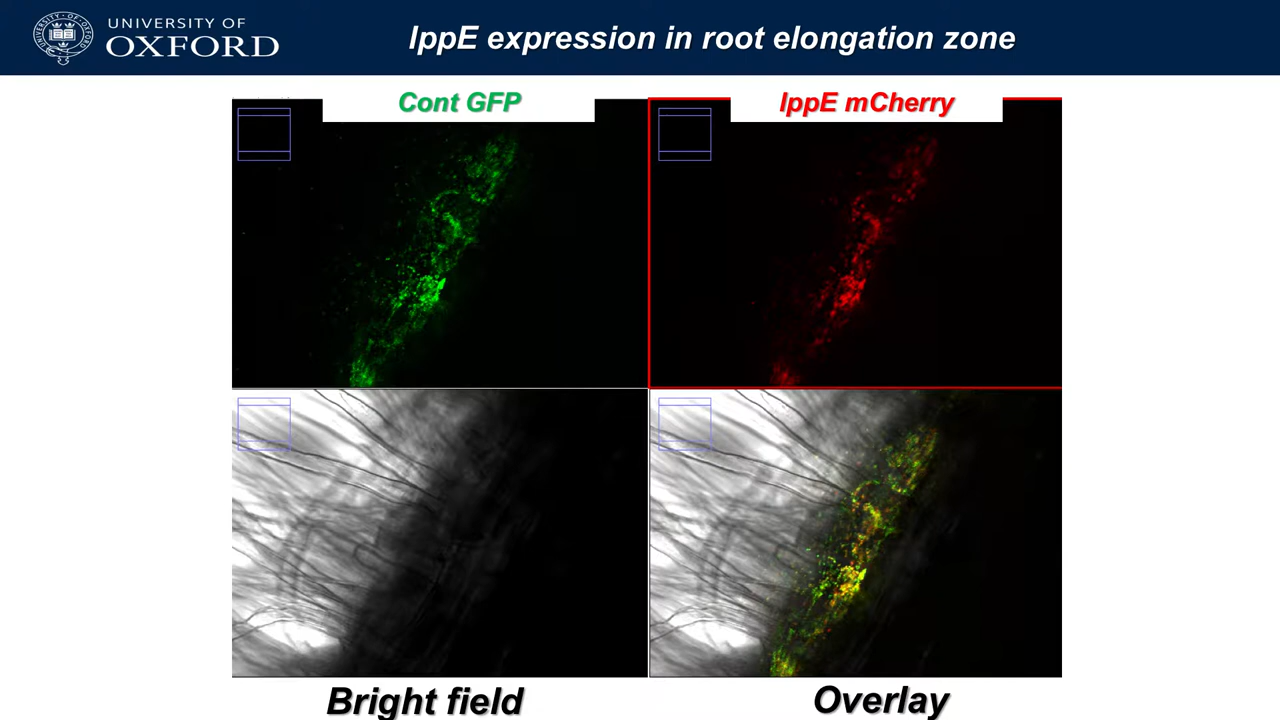 UNIVERSITY OF
OXFORD
IppE expression in root elongation zone
Cont GFP
IppE mCherry
Bright field
Overlay